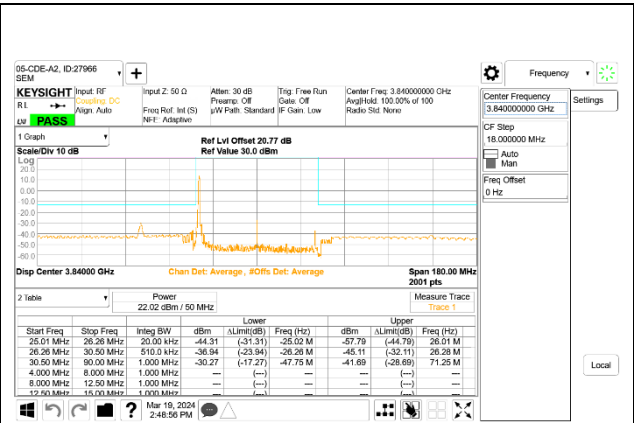 05-CDE-A2, ID:27966
SEM
Frequency
KEYSIGHT
R L
PASS
Input: RF
Coupling: DC
Align: Auto
Input Z: 50 Ω
Freq Ref: Int (S)
NFE: Adaptive
Atten: 30 dB
Preamp: Off
µW Path: Standard
Trig: Free Run
Gate: Off
IF Gain: Low
Center Freq: 3.840000000 GHz
Avg|Hold: 100.00% of 100
Radio Std: None
Center Frequency
3.840000000 GHz
Settings
CF Step
18.000000 MHz
Auto
Man
Freq Offset
0 Hz
1 Graph
Scale/Div 10 dB
Ref Lvl Offset 20.77 dB
Ref Value 30.0 dBm
Log
20.0
10.0
0.00
-10.0
-20.0
-30.0
-40.0
-50.0
-60.0
Disp Center 3.84000 GHz
Chan Det: Average , #Offs Det: Average
Span 180.00 MHz
2001 pts
2 Table
Power
22.02 dBm / 50 MHz
Measure Trace
Trace 1
Lower Upper
Start Freq Stop Freq Integ BW dBm ΔLimit(dB) Freq (Hz) dBm ΔLimit(dB) Freq (Hz)
25.01 MHz 26.26 MHz 20.00 kHz -44.31 (-31.31) -25.02 M -57.79 (-44.79) 26.01 M
26.26 MHz 30.50 MHz 510.0 kHz -36.94 (-23.94) -26.26 M -45.11 (-32.11) 26.28 M
30.50 MHz 90.00 MHz 1.000 MHz -30.27 (-17.27) -47.75 M -41.69 (-28.69) 71.25 M
4.000 MHz 8.000 MHz 1.000 MHz --- (---) --- (---)
8.000 MHz 12.50 MHz 1.000 MHz --- (---) --- (---)
12.50 MHz 15.00 MHz 1.000 MHz --- (---) --- (---)
Local
?
Mar 19, 2024
2:48:56 PM